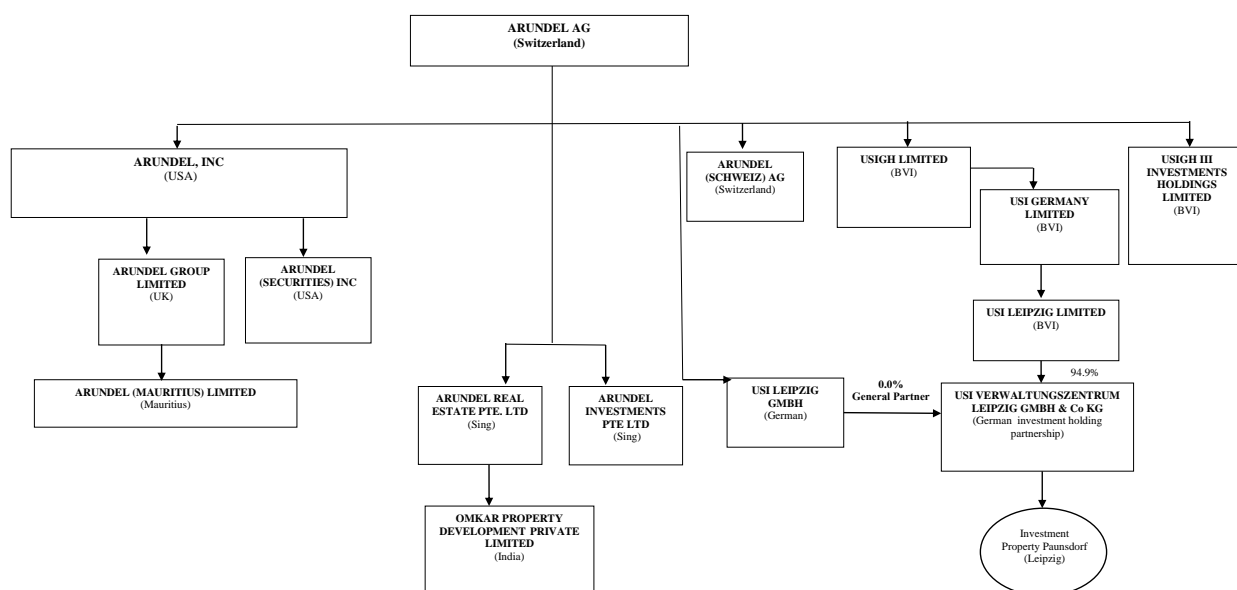 ARUNDEL AG
(Switzerland)
ARUNDEL, INC
(USA)
ARUNDEL
(SCHWEIZ) AG
(Switzerland)
USIGH LIMITED
(BVI)
USIGH III
INVESTMENTS
HOLDINGS
LIMITED
(BVI)
USI GERMANY
LIMITED
(BVI)
ARUNDEL GROUP
LIMITED
(UK)
ARUNDEL
(SECURITIES) INC
(USA)
USI LEIPZIG LIMITED
(BVI)
94.9%
ARUNDEL (MAURITIUS) LIMITED
(Mauritius)
ARUNDEL REAL
ESTATE PTE. LTD
(Sing)
ARUNDEL
INVESTMENTS
PTE LTD
(Sing)
USI LEIPZIG
GMBH
(German)
0.0%
General Partner
USI VERWALTUNGSZENTRUM
LEIPZIG GMBH & Co KG
(German investment holding
partnership)
OMKAR PROPERTY
DEVELOPMENT PRIVATE
LIMITED
(India)
Investment
Property Paunsdorf
(Leipzig)